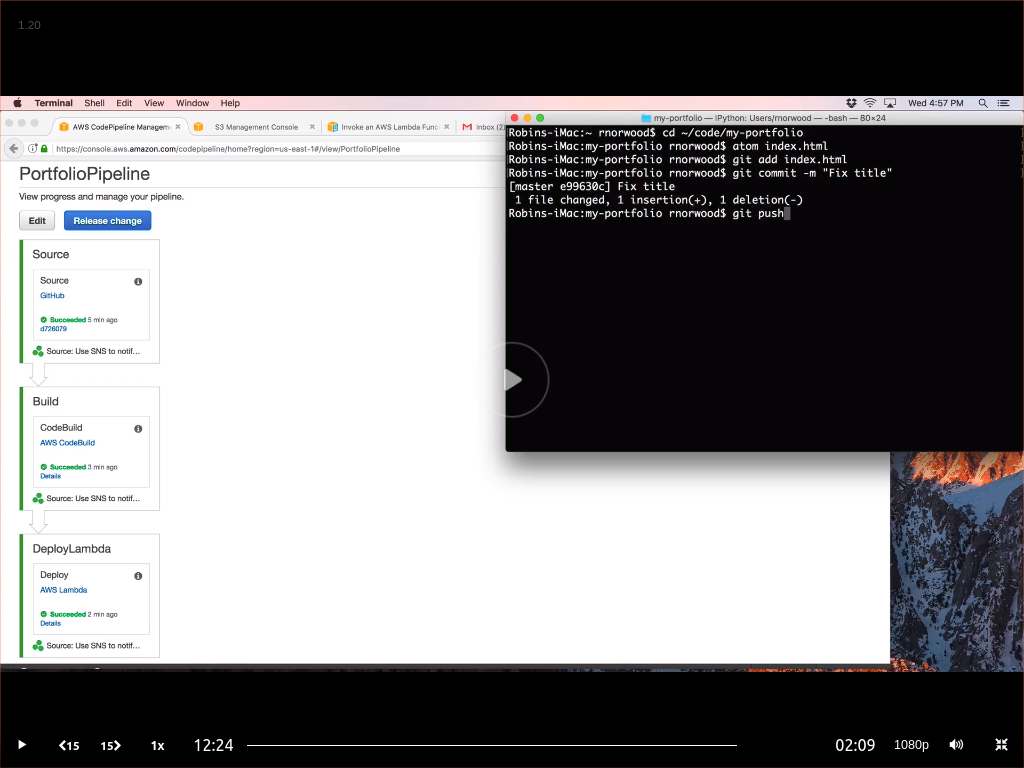 1.20
Terminal Shell Edit View Window Help
Wed 4:57 PM
AWS CodePipeline Managem
S3 Management Console
Invoke an AWS Lambda Func
Inbox (2
https://console.aws.amazon.com/codepipeline/home?region=us-east-1#/view/PortfolioPipeline
PortfolioPipeline
View progress and manage your pipeline.
Edit
Release change
Source
Source
GitHub
Succeeded 5 min ago
d726079
Source: Use SNS to notif...
Build
CodeBuild
AWS CodeBuild
Succeeded 3 min ago
Details
Source: Use SNS to notif...
DeployLambda
Deploy
AWS Lambda
Succeeded 2 min ago
Details
Source: Use SNS to notif...
my-portfolio — IPython: Users/rnorwood — -bash — 80×24
Robins-iMac:~ rnorwood$ cd ~/code/my-portfolio
Robins-iMac:my-portfolio rnorwood$ atom index.html
Robins-iMac:my-portfolio rnorwood$ git add index.html
Robins-iMac:my-portfolio rnorwood$ git commit -m "Fix title"
[master e99630c] Fix title
1 file changed, 1 insertion(+), 1 deletion(-)
Robins-iMac:my-portfolio rnorwood$ git push
15
15
1x
12:24
02:09
1080p